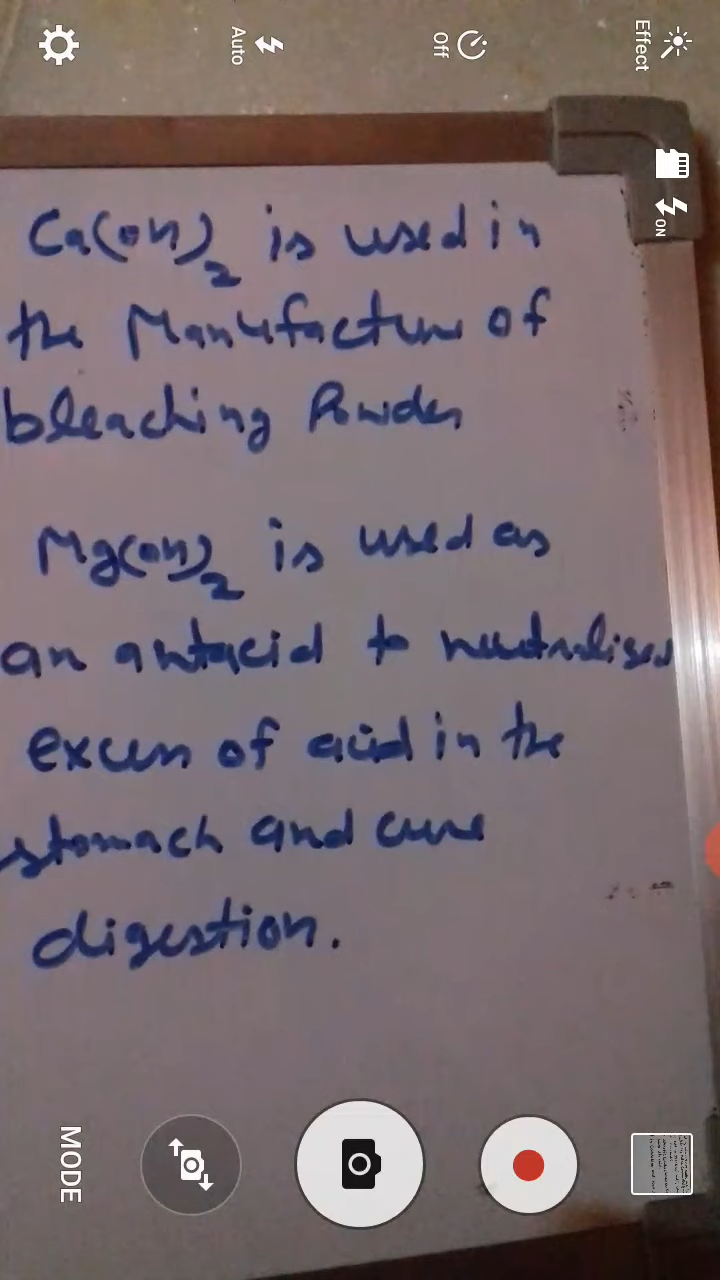 Effect
Off
Auto
ON
Ca(OH)2 is used in
the Manufacture of
bleaching Powder
Mg(OH)2 is used as
an antacid to neutralised
excess of acid in the
stomach and cure
digestion.
MODE